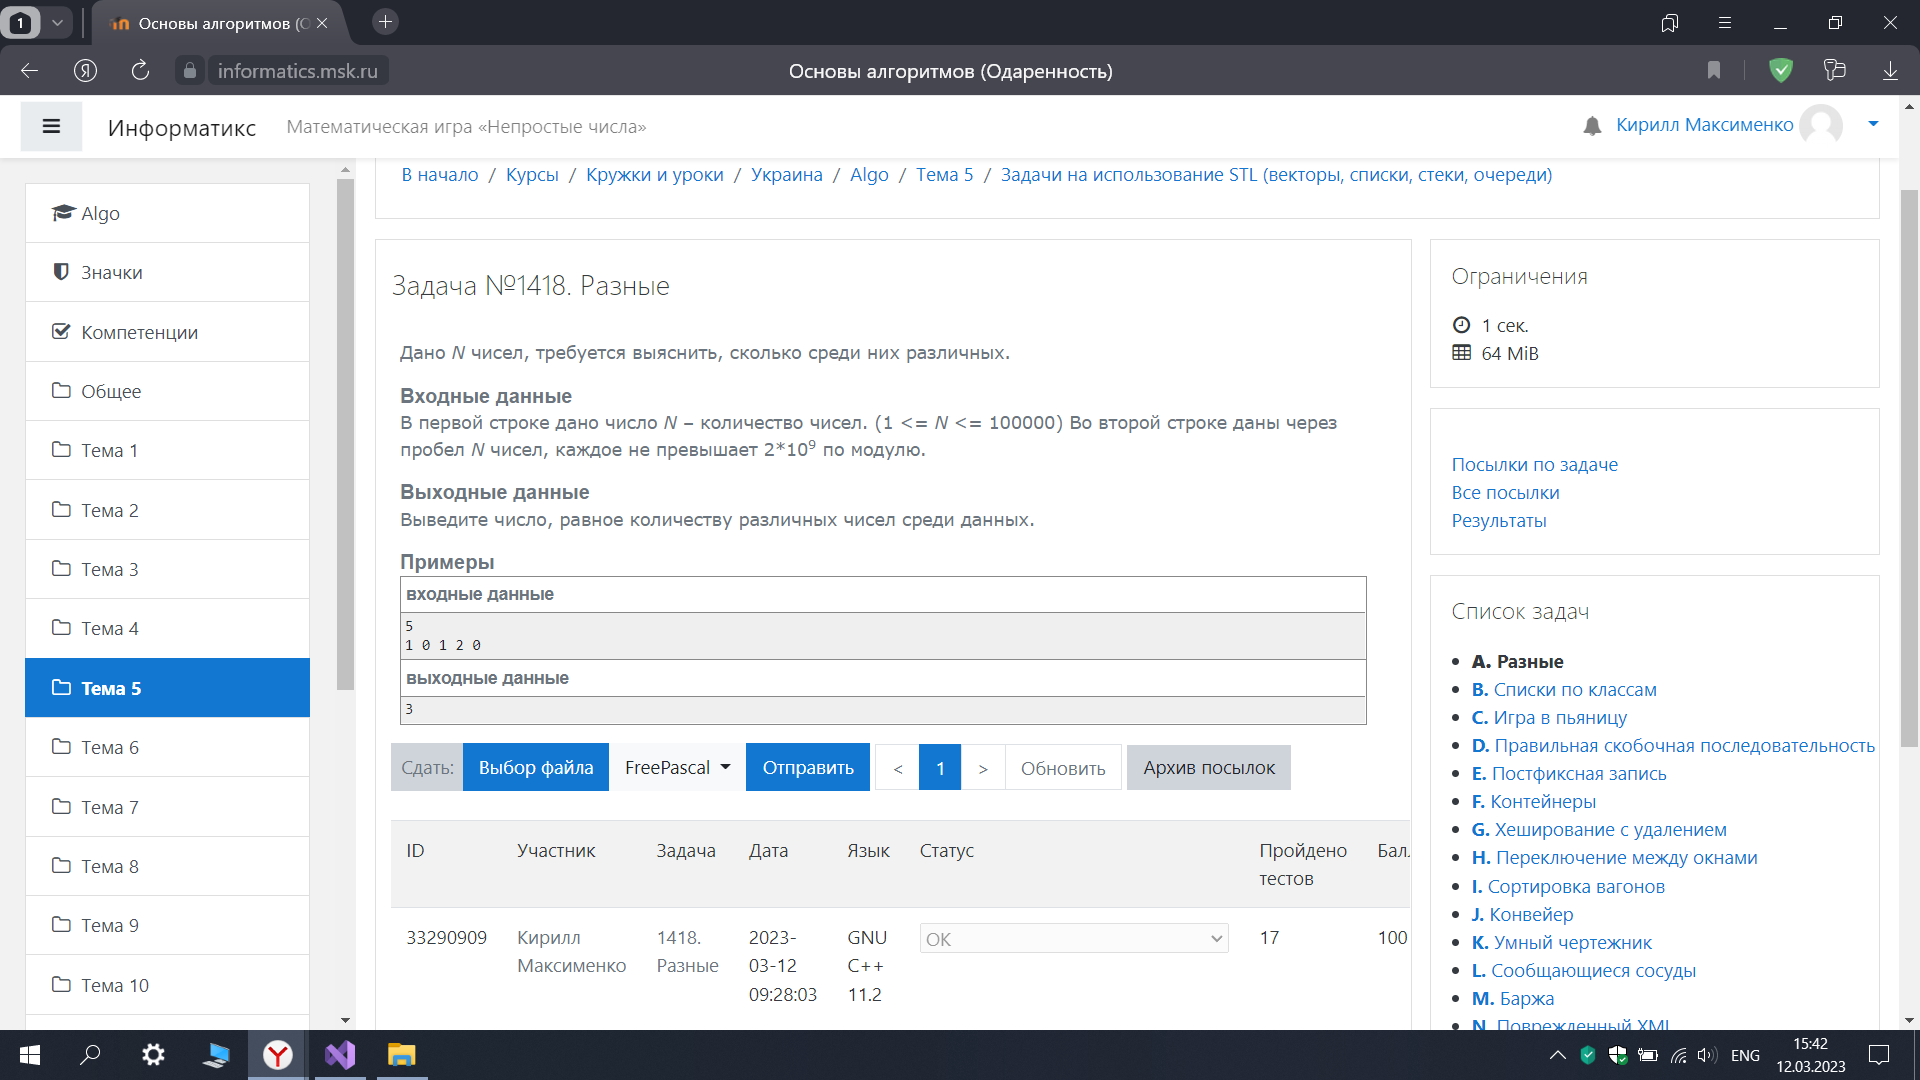 1
Основы алгоритмов (О
informatics.msk.ru
Основы алгоритмов (Одаренность)
Информатикс
Математическая игра «Непростые числа»
Кирилл Максименко
Algo
Значки
Компетенции
Общее
Тема 1
Тема 2
Тема 3
Тема 4
Тема 5
Тема 6
Тема 7
Тема 8
Тема 9
Тема 10
В начало / Курсы / Кружки и уроки / Украина / Algo / Тема 5 / Задачи на использование STL (векторы, списки, стеки, очереди)
Задача №1418. Разные
Дано N чисел, требуется выяснить, сколько среди них различных.
Входные данные
В первой строке дано число N – количество чисел. (1 <= N <= 100000) Во второй строке даны через
пробел N чисел, каждое не превышает 2*10⁹ по модулю.
Выходные данные
Выведите число, равное количеству различных чисел среди данных.
Примеры
входные данные
5
1 0 1 2 0
выходные данные
3
Сдать: Выбор файла FreePascal Отправить < 1 > Обновить Архив посылок
ID Участник Задача Дата Язык Статус Пройдено Бал
тестов
33290909 Кирилл 1418. 2023- GNU OK 17 100
Максименко Разные 03-12 C++
09:28:03 11.2
Ограничения
1 сек.
64 MiB
Посылки по задаче
Все посылки
Результаты
Список задач
A. Разные
B. Списки по классам
C. Игра в пьяницу
D. Правильная скобочная последовательность
E. Постфиксная запись
F. Контейнеры
G. Хеширование с удалением
H. Переключение между окнами
I. Сортировка вагонов
J. Конвейер
K. Умный чертежник
L. Сообщающиеся сосуды
M. Баржа
N. Поврежденный XML
ENG
15:42
12.03.2023